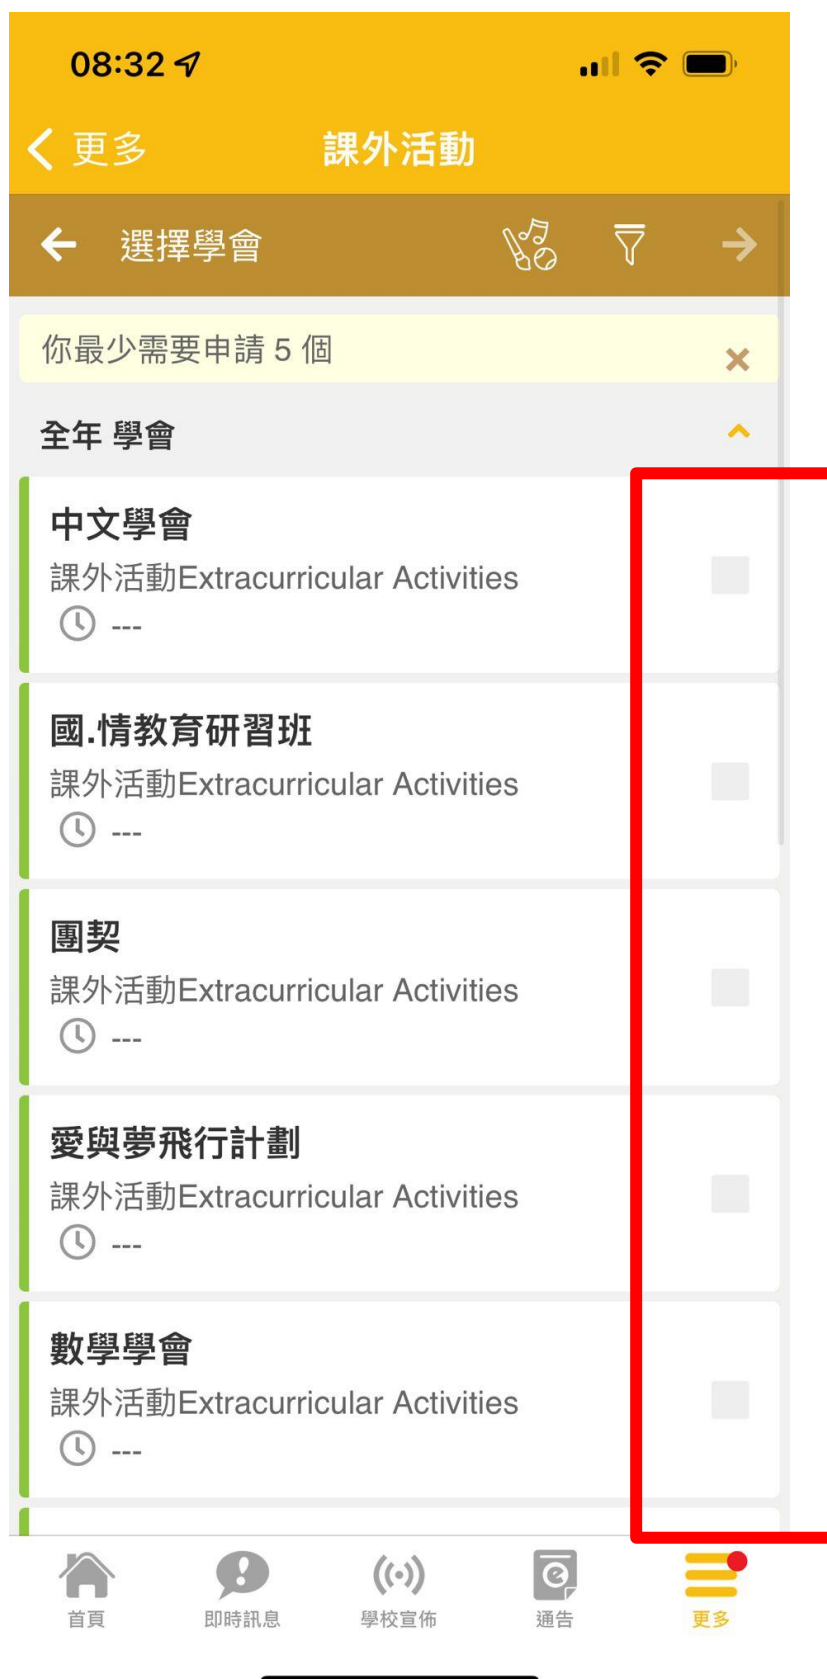 08:32
更多
課外活動
選擇學會
你最少需要申請 5 個
全年 學會
中文學會
課外活動Extracurricular Activities
---
國.情教育研習班
課外活動Extracurricular Activities
---
團契
課外活動Extracurricular Activities
---
愛與夢飛行計劃
課外活動Extracurricular Activities
---
數學學會
課外活動Extracurricular Activities
---
首頁
即時訊息
學校宣佈
通告
更多